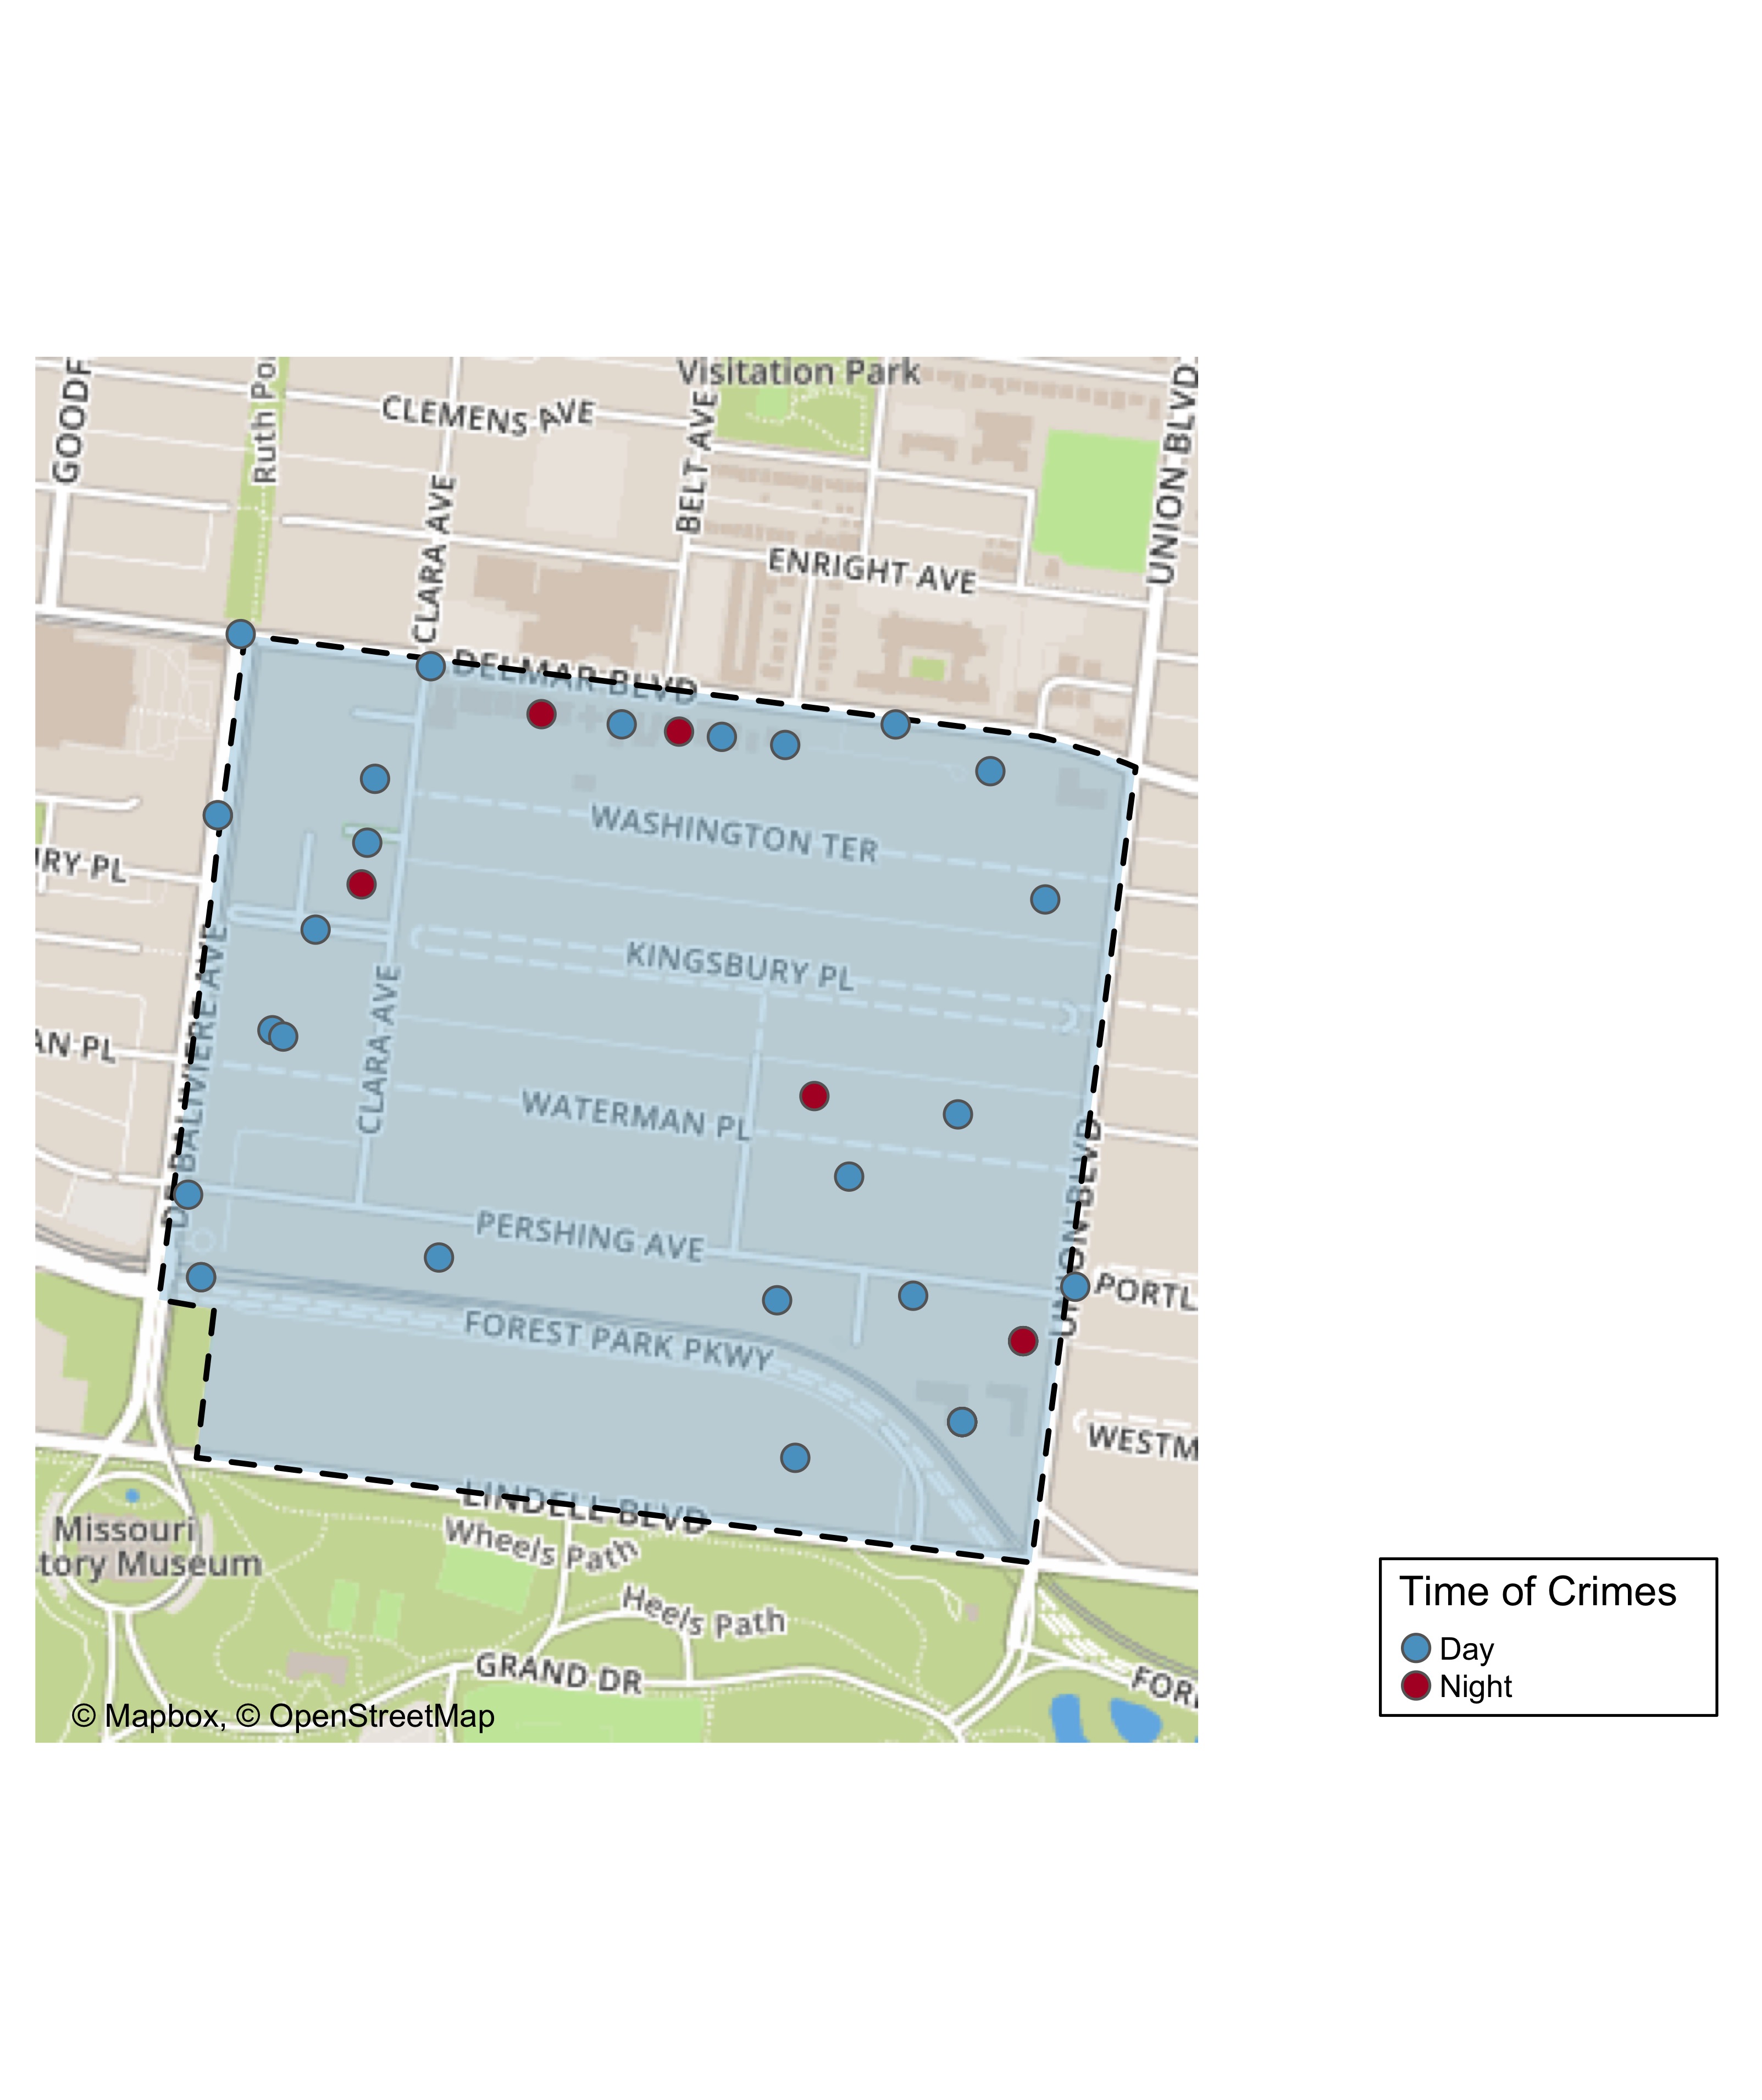 Visitation Park
GOODF
Ruth Po
CLEMENS AVE
BELT AVE
UNION BLVD
CLARA AVE
ENRIGHT AVE
DELMAR BLVD
WASHINGTON TER
URY PL
KINGSBURY PL
DE BALIVIERE AVE
CLARA AVE
AN PL
WATERMAN PL
UNION BLVD
PERSHING AVE
PORTL
FOREST PARK PKWY
WESTM
LINDELL BLVD
Wheels Path
Missouri
tory Museum
Heels Path
GRAND DR
FOR
© Mapbox, © OpenStreetMap
Time of Crimes
Day
Night